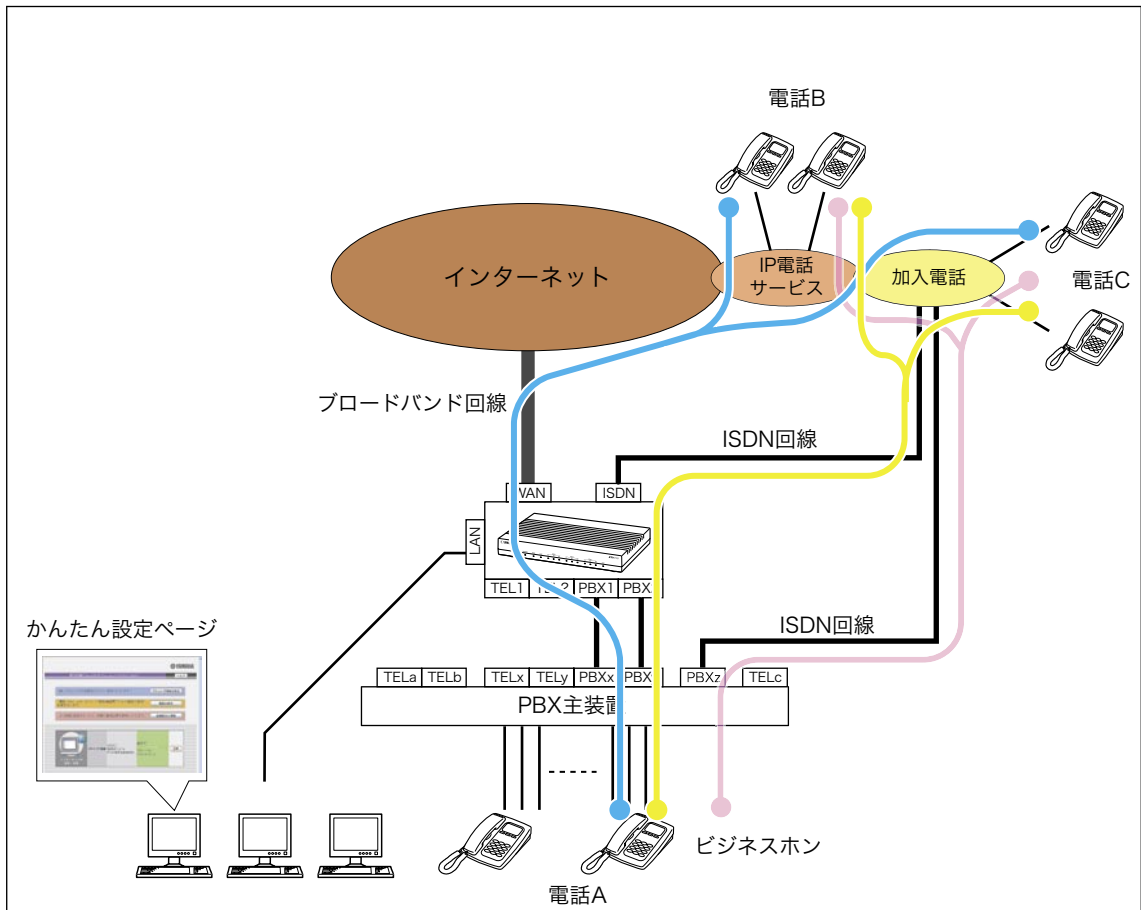 電話B
インターネット
IP電話
サービス
加入電話
電話C
ブロードバンド回線
ISDN回線
WAN
ISDN
LAN
TEL1 TEL2 PBX1 PBX2
ISDN回線
かんたん設定ページ
YAMAHA
TELa TELb TELx TELy PBXx PBXy PBXz TELc
PBX主装置
ビジネスホン
電話A